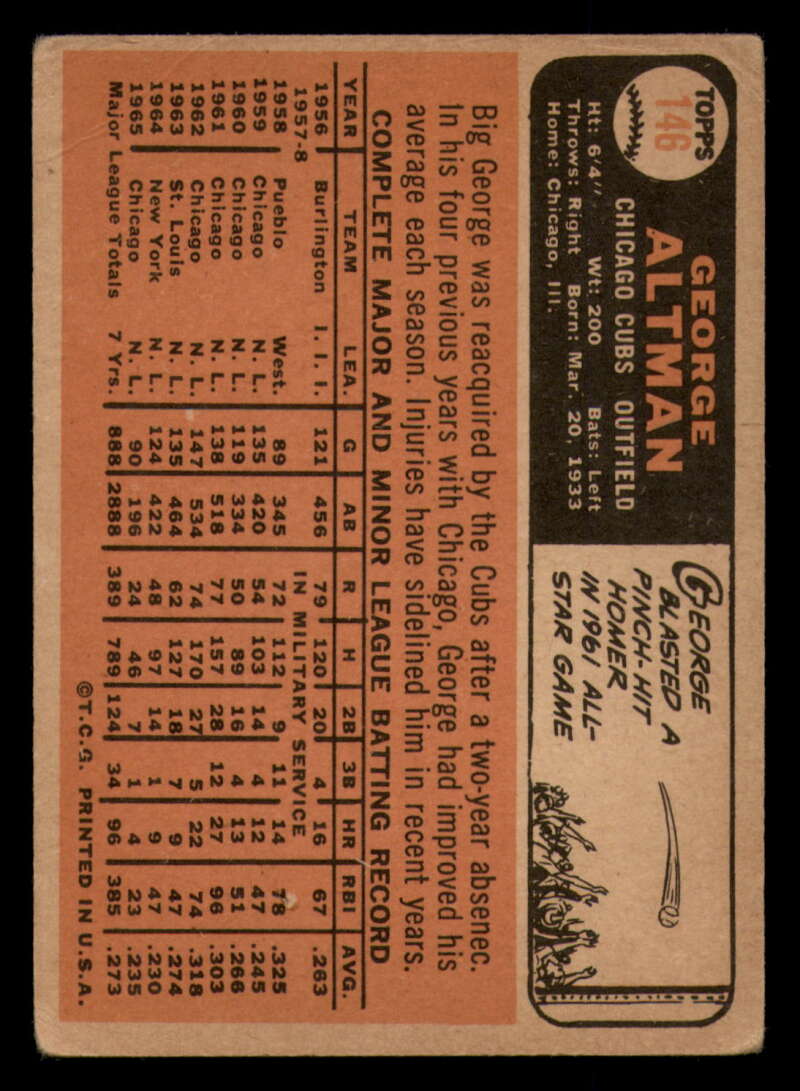 TOPPS
146
GEORGE
ALTMAN
CHICAGO CUBS OUTFIELD
Ht: 6'4" Wt: 200 Bats: Left
Throws: Right Born: Mar. 20, 1933
Home: Chicago, Ill.
GEORGE
BLASTED A
PINCH-HIT
HOMER
IN 1961 ALL-
STAR GAME
Big George was reacquired by the Cubs after a two-year absenec.
In his four previous years with Chicago, George had improved his
average each season. Injuries have sidelined him in recent years.
COMPLETE MAJOR AND MINOR LEAGUE BATTING RECORD
YEAR TEAM LEA. G AB R H 2B 3B HR RBI AVG.
1956 Burlington I. I. I. 121 456 79 120 20 4 16 67 .263
1957-8 IN MILITARY SERVICE
1958 Pueblo West. 89 345 72 112 9 11 14 78 .325
1959 Chicago N. L. 135 420 54 103 14 4 12 47 .245
1960 Chicago N. L. 119 334 50 89 16 4 13 51 .266
1961 Chicago N. L. 138 518 77 157 28 12 27 96 .303
1962 Chicago N. L. 147 534 74 170 27 5 22 74 .318
1963 St. Louis N. L. 135 464 62 127 18 7 9 47 .274
1964 New York N. L. 124 422 48 97 14 1 9 47 .230
1965 Chicago N. L. 90 196 24 46 7 1 4 23 .235
Major League Totals 7 Yrs. 888 2888 389 789 124 34 96 385 .273
©T.C.G. PRINTED IN U.S.A.